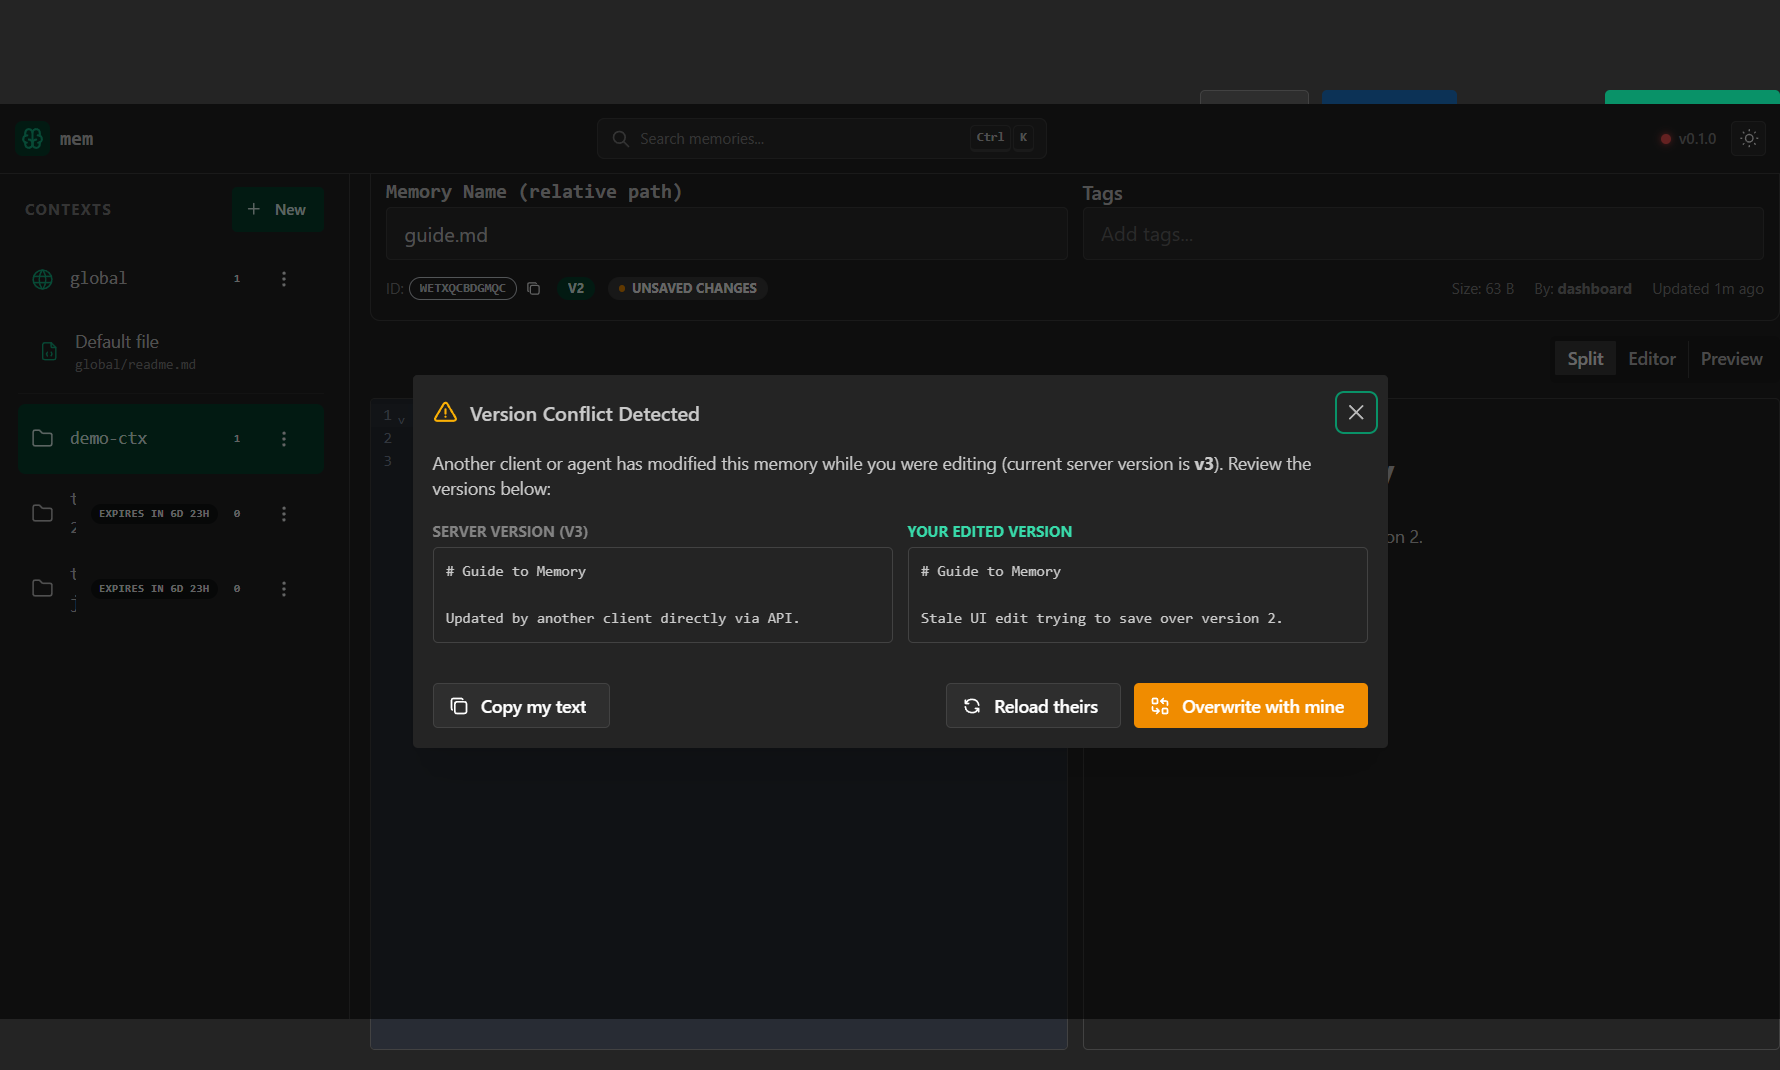 mem
Search memories...
Ctrl K
v0.1.0
CONTEXTS
+ New
global
1
Default file
global/readme.md
demo-ctx
1
EXPIRES IN 6D 23H
0
EXPIRES IN 6D 23H
0
Memory Name (relative path)
guide.md
Tags
Add tags...
ID: WETXQCBDGMQC
V2
UNSAVED CHANGES
Size: 63 B
By: dashboard
Updated 1m ago
Split
Editor
Preview
1
2
3
on 2.
Version Conflict Detected
Another client or agent has modified this memory while you were editing (current server version is v3). Review the
versions below:
SERVER VERSION (V3)
# Guide to Memory
Updated by another client directly via API.
YOUR EDITED VERSION
# Guide to Memory
Stale UI edit trying to save over version 2.
Copy my text
Reload theirs
Overwrite with mine